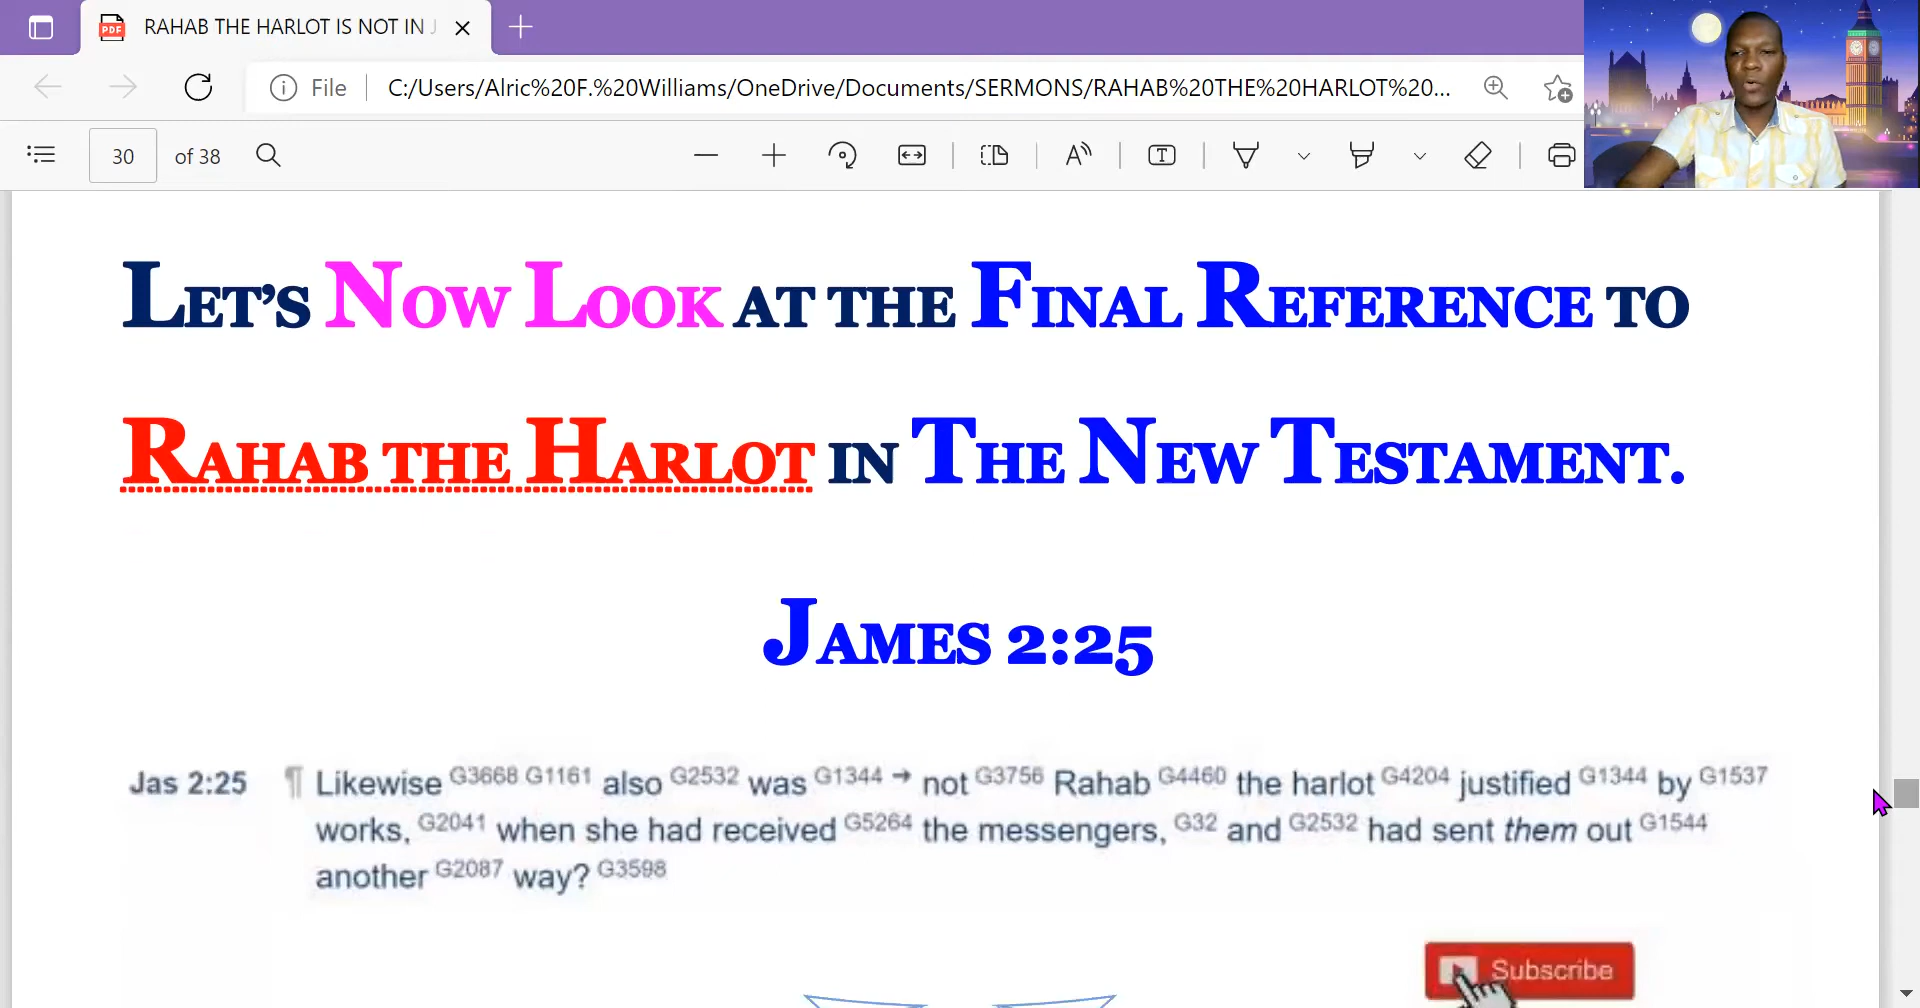 RAHAB THE HARLOT IS NOT IN J
File
C:/Users/Alric%20F.%20Williams/OneDrive/Documents/SERMONS/RAHAB%20THE%20HARLOT%20...
30 of 38
LET'S NOW LOOK AT THE FINAL REFERENCE TO
RAHAB THE HARLOT IN THE NEW TESTAMENT.
JAMES 2:25
Jas 2:25 ¶ Likewise G3668 G1161 also G2532 was G1344 → not G3756 Rahab G4460 the harlot G4204 justified G1344 by G1537
works, G2041 when she had received G5264 the messengers, G32 and G2532 had sent them out G1544
another G2087 way? G3598
Subscribe